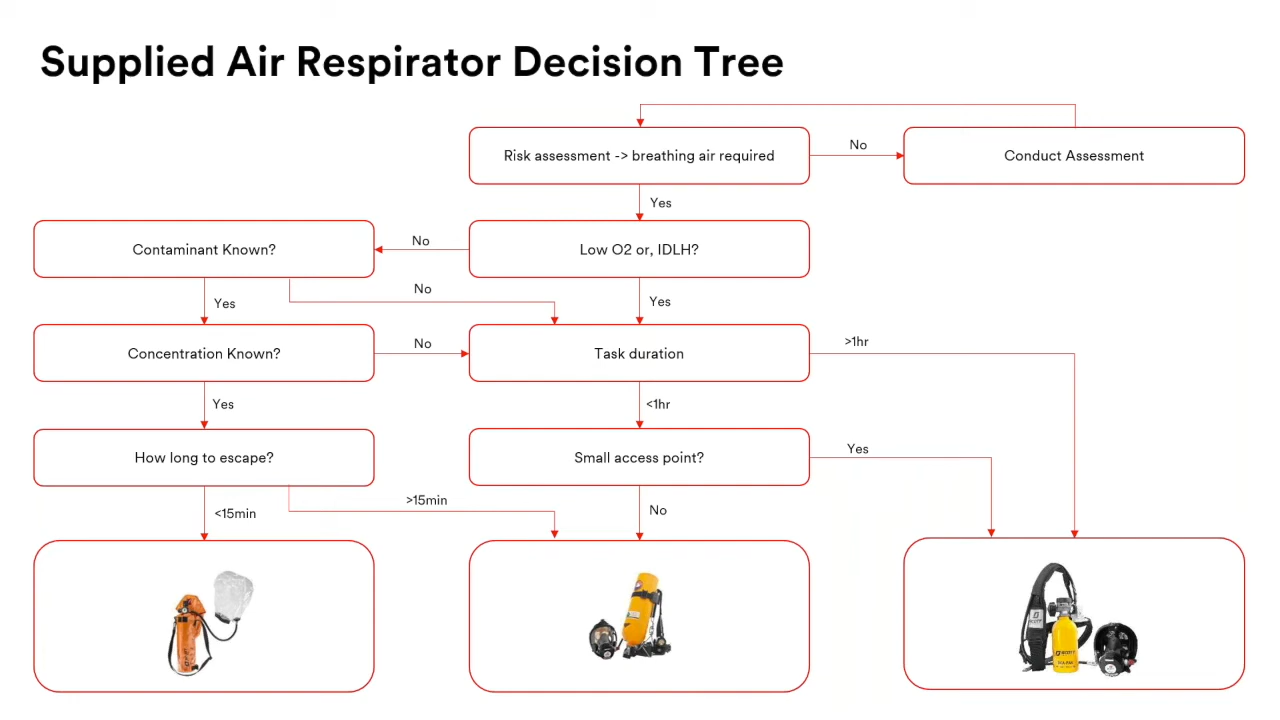 Supplied Air Respirator Decision Tree
Risk assessment -> breathing air required
No
Conduct Assessment
Yes
Contaminant Known?
No
Low O2 or, IDLH?
Yes
No
Yes
Concentration Known?
No
Task duration
>1hr
Yes
<1hr
How long to escape?
Small access point?
Yes
<15min
>15min
No
SCOTT
SCOTT